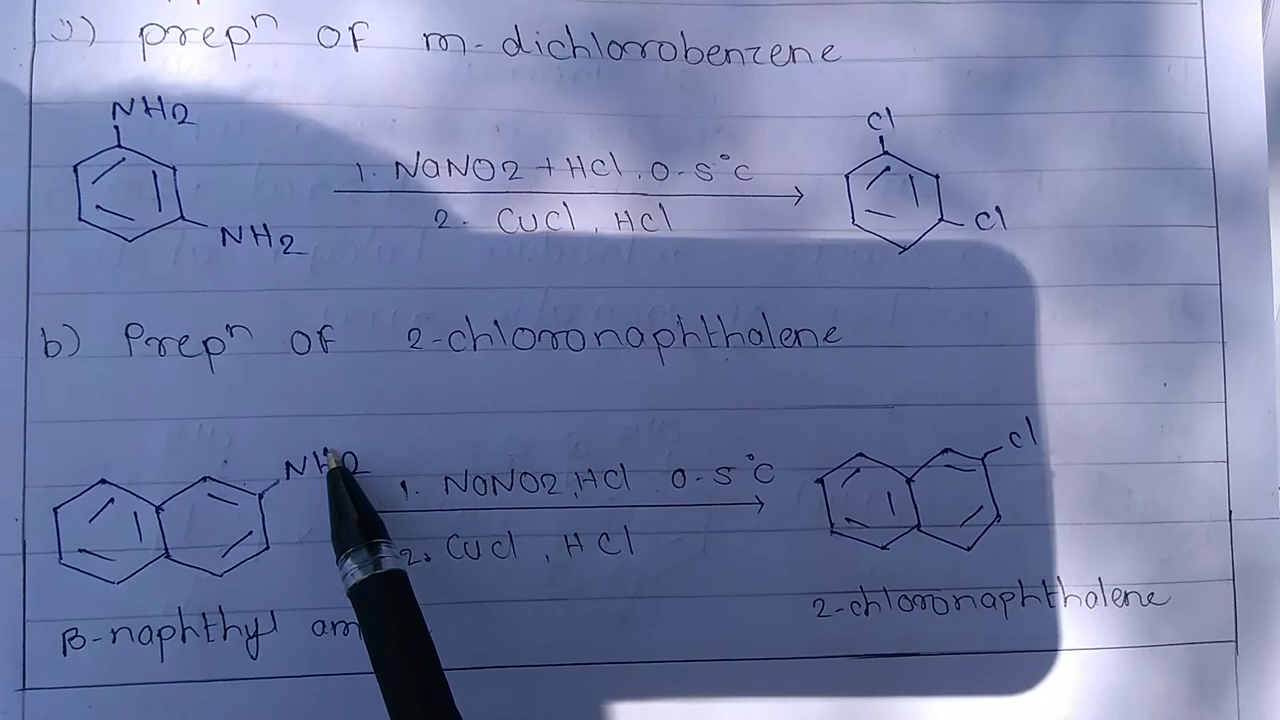 prepⁿ of m-dichlorobenzene
NH2
NH2
1. NaNO2 + HCl, 0-5°C
2. CuCl, HCl
Cl
Cl
b) Prepⁿ of 2-chloronaphthalene
NH2
1. NaNO2, HCl 0-5°C
2. CuCl, HCl
Cl
2-chloronaphthalene
β-naphthyl